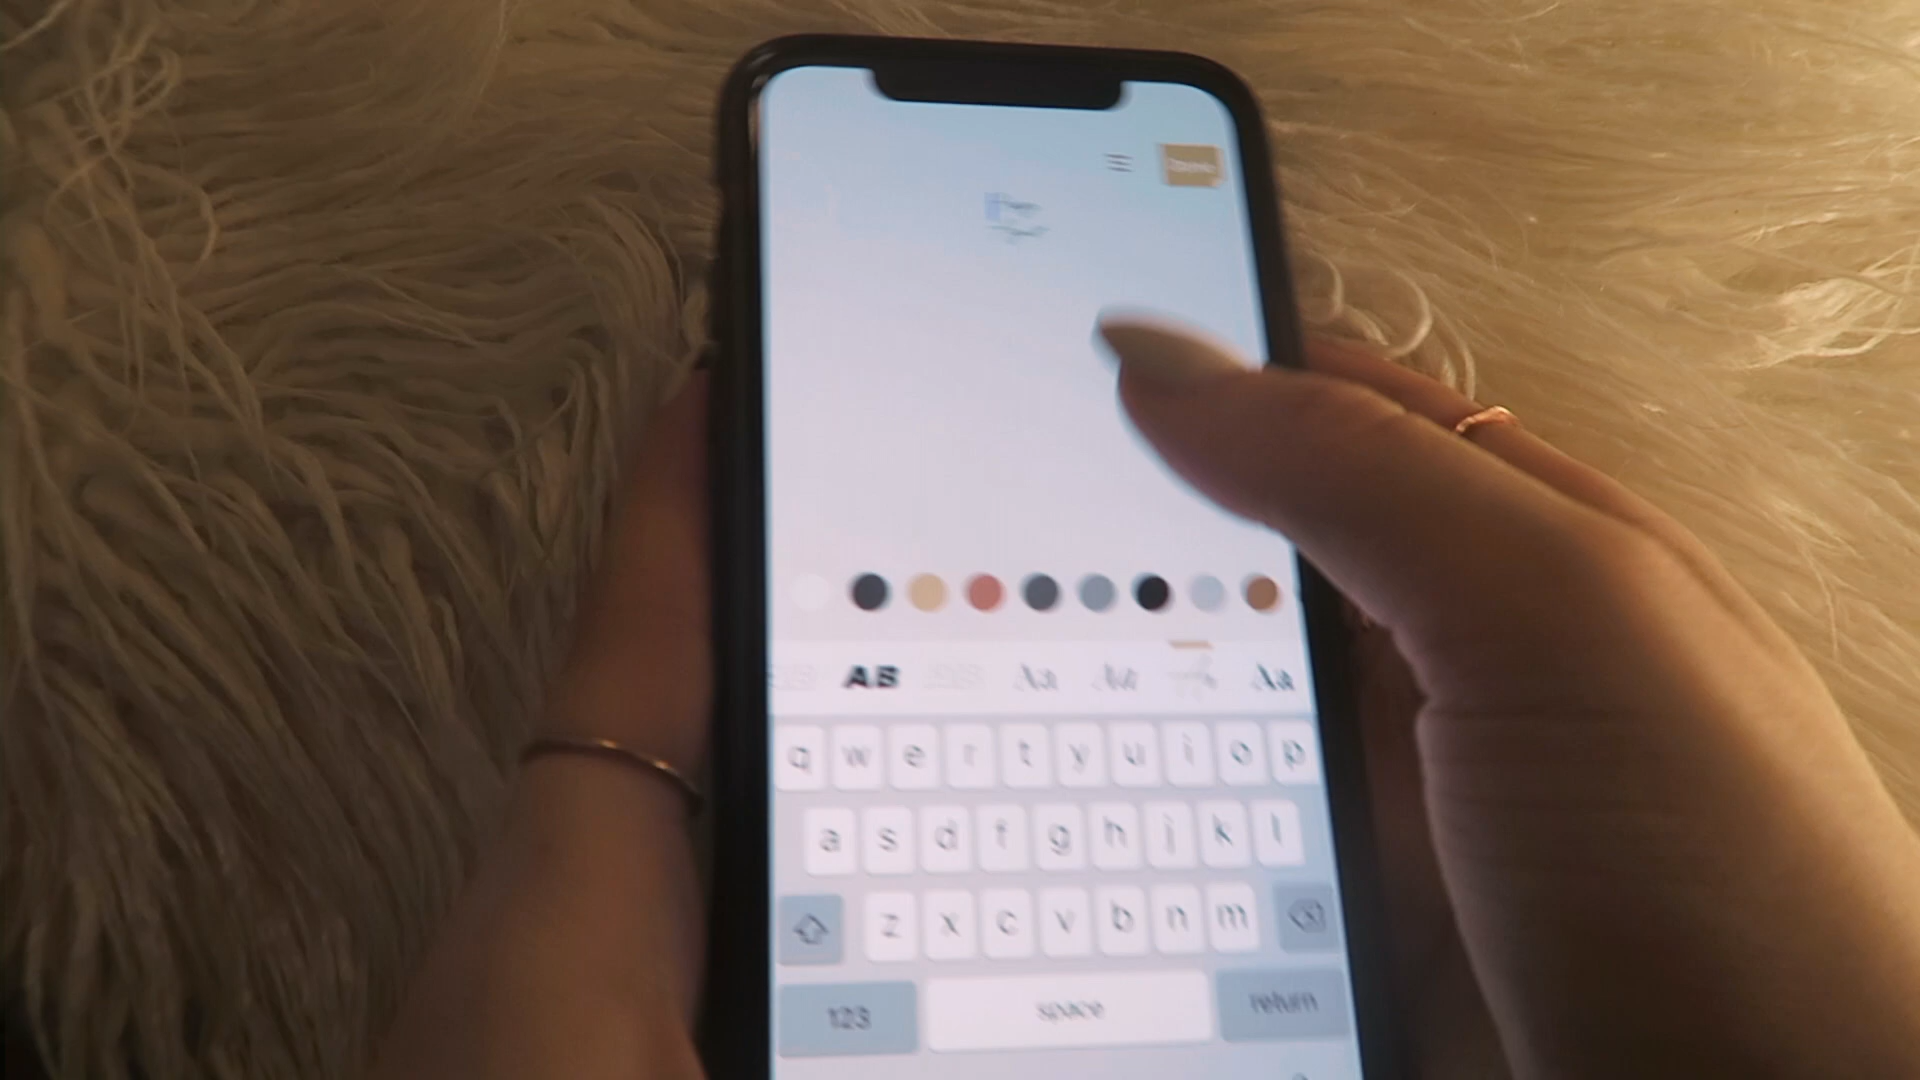 AB Aa Aa Aa
q w e r t y u i o p
a s d f g h j k l
z x c v b n m
123 space return